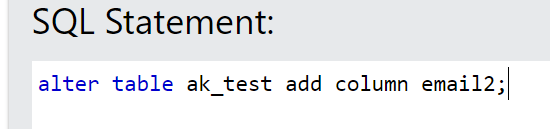 SQL Statement:
alter table ak_test add column email2;